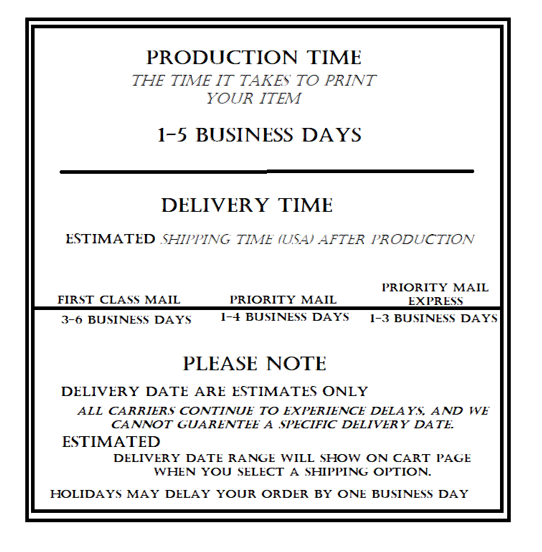 PRODUCTION TIME
THE TIME IT TAKES TO PRINT
YOUR ITEM
1-5 BUSINESS DAYS
DELIVERY TIME
ESTIMATED SHIPPING TIME (USA) AFTER PRODUCTION
FIRST CLASS MAIL
3-6 BUSINESS DAYS
PRIORITY MAIL
1-4 BUSINESS DAYS
PRIORITY MAIL
EXPRESS
1-3 BUSINESS DAYS
PLEASE NOTE
DELIVERY DATE ARE ESTIMATES ONLY
ALL CARRIERS CONTINUE TO EXPERIENCE DELAYS, AND WE
CANNOT GUARENTEE A SPECIFIC DELIVERY DATE.
ESTIMATED
DELIVERY DATE RANGE WILL SHOW ON CART PAGE
WHEN YOU SELECT A SHIPPING OPTION.
HOLIDAYS MAY DELAY YOUR ORDER BY ONE BUSINESS DAY